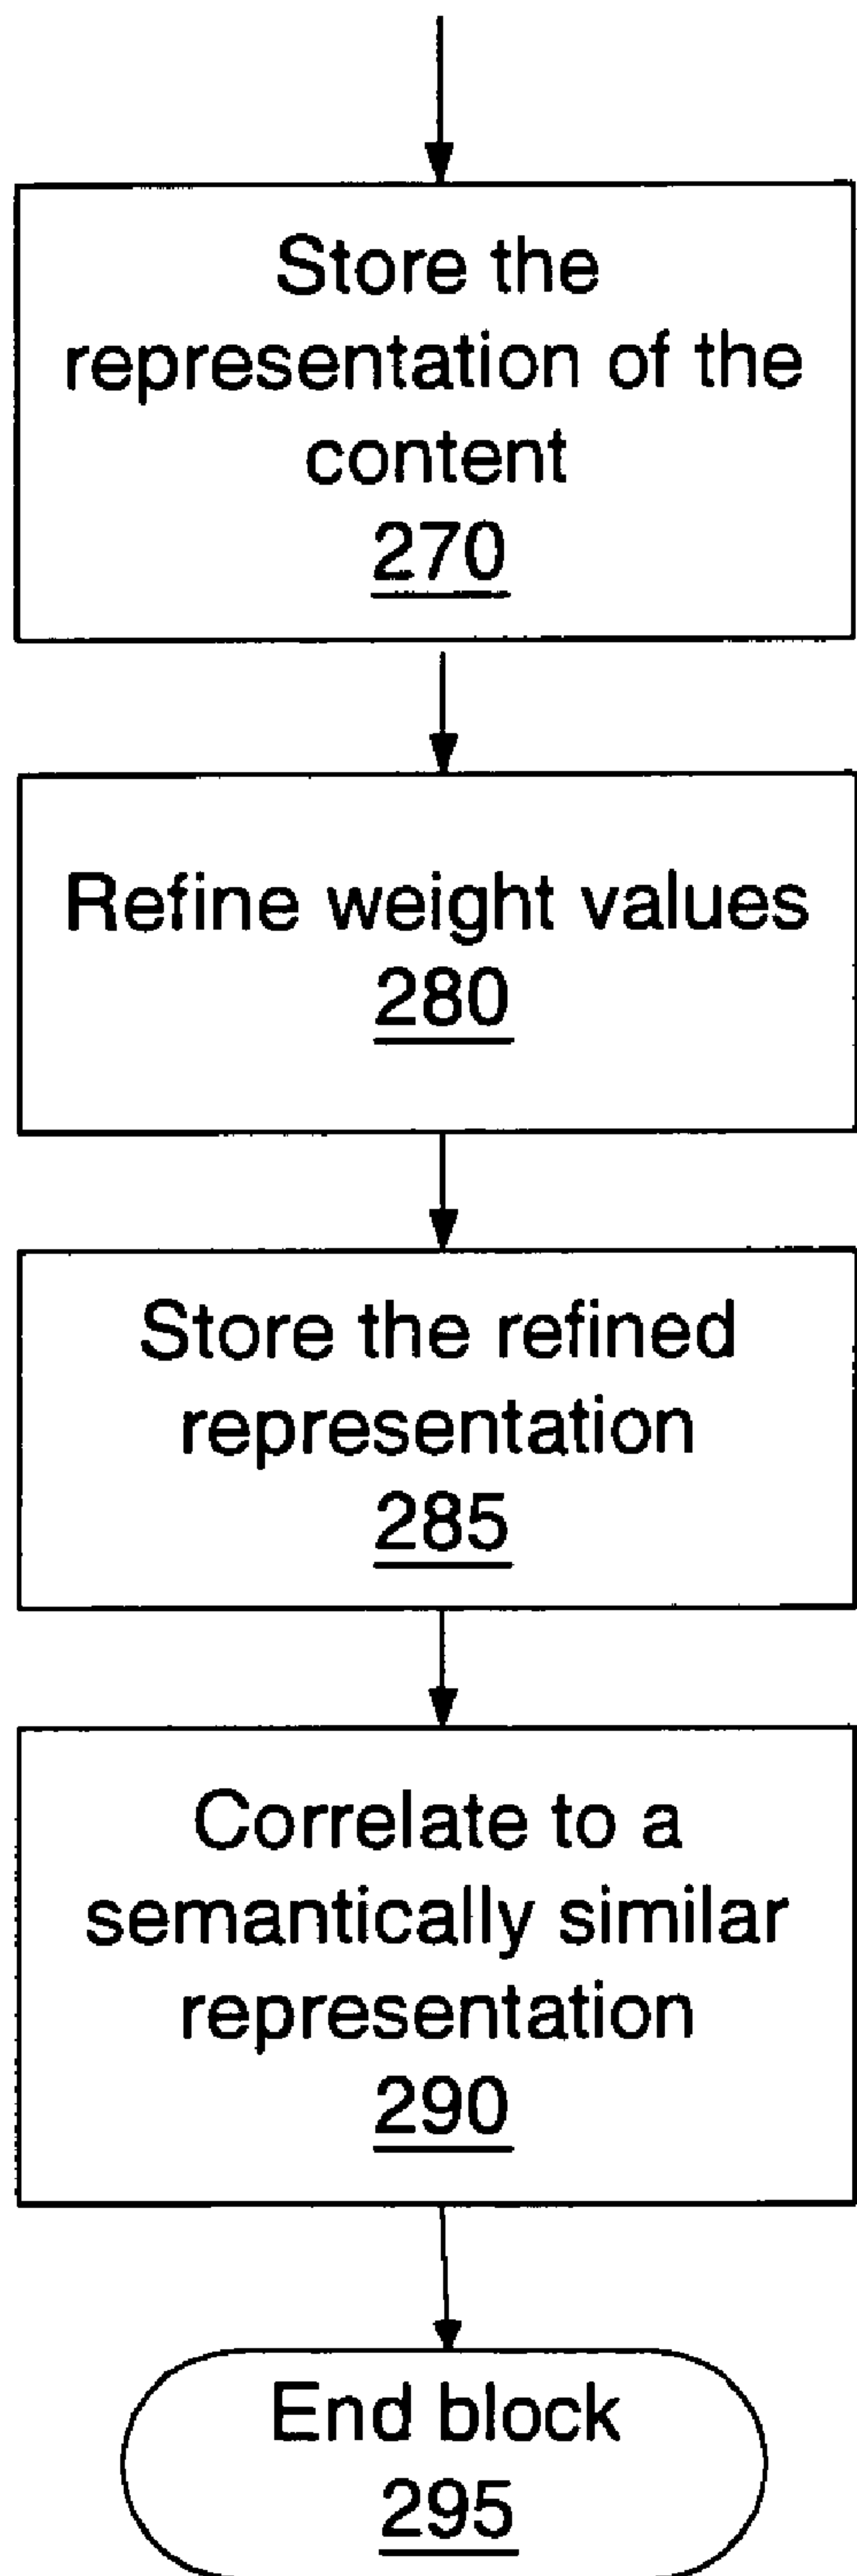 Store the
representation of the
content
270
Refine weight values
280
Store the refined
representation
285
Correlate to a
semantically similar
representation
290
End block
295